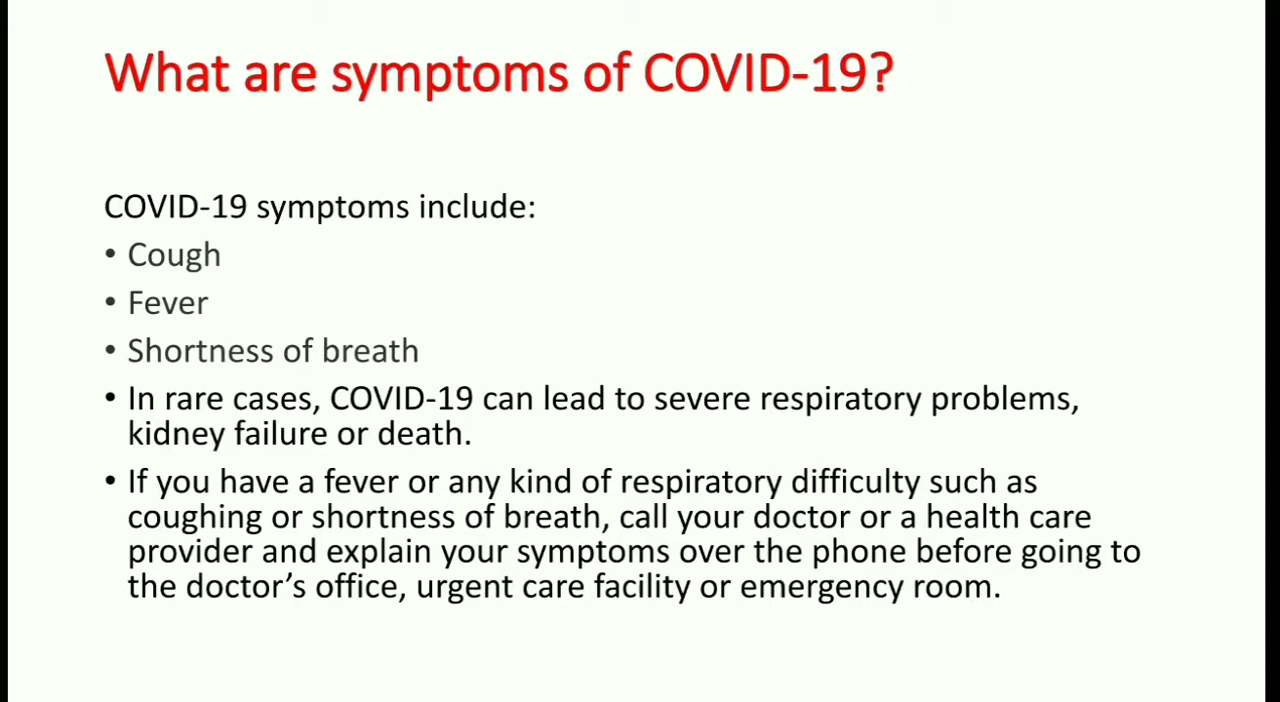 What are symptoms of COVID-19?
COVID-19 symptoms include:
• Cough
• Fever
• Shortness of breath
• In rare cases, COVID-19 can lead to severe respiratory problems,
kidney failure or death.
• If you have a fever or any kind of respiratory difficulty such as
coughing or shortness of breath, call your doctor or a health care
provider and explain your symptoms over the phone before going to
the doctor’s office, urgent care facility or emergency room.